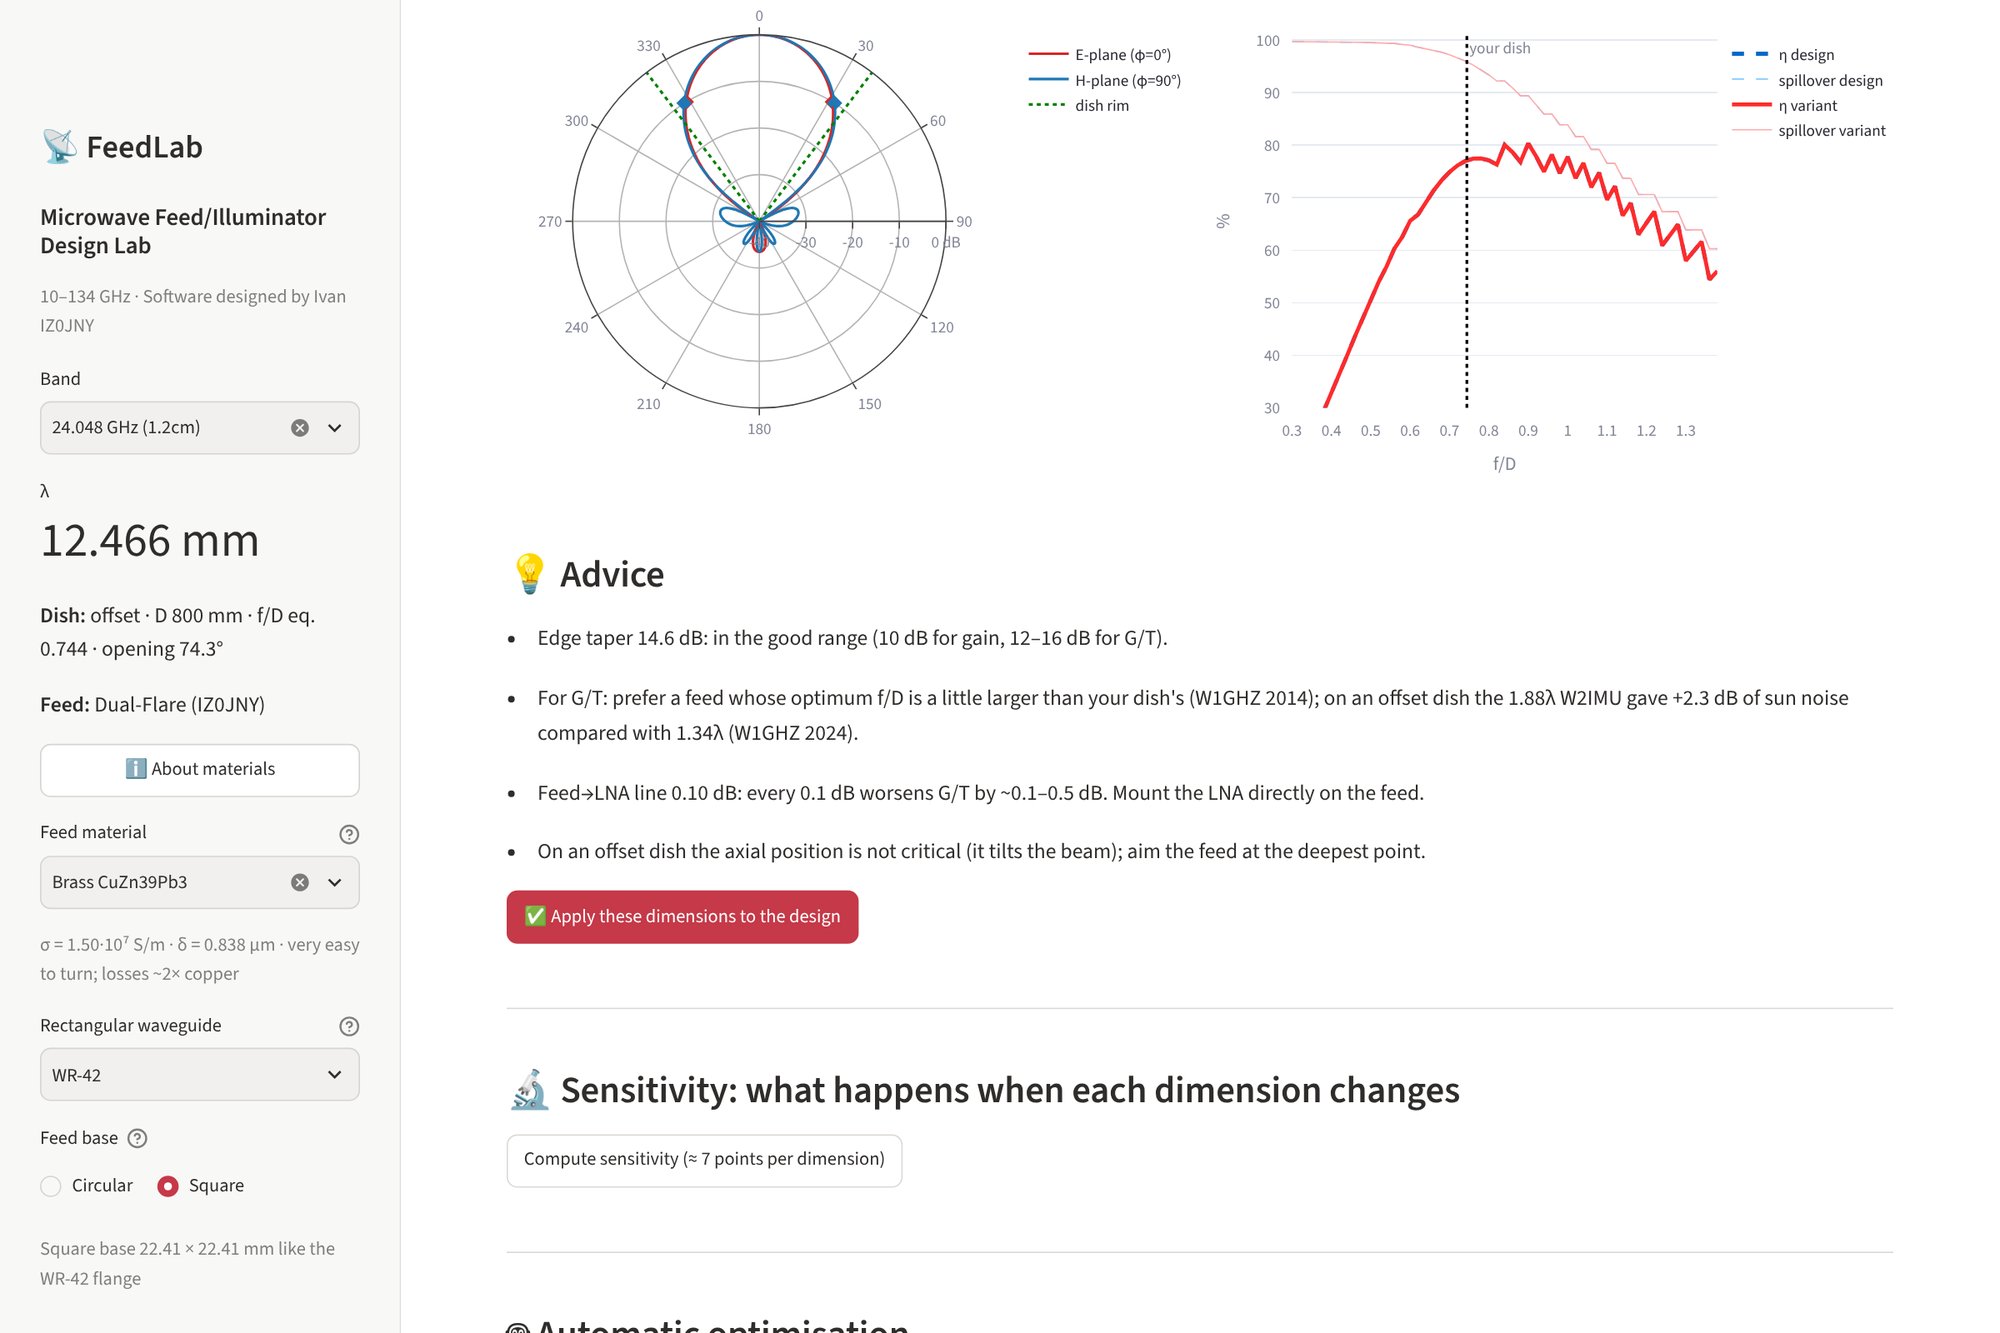 FeedLab
Microwave Feed/Illuminator
Design Lab
10–134 GHz · Software designed by Ivan
IZ0JNY
Band
24.048 GHz (1.2cm)
λ
12.466 mm
Dish: offset · D 800 mm · f/D eq.
0.744 · opening 74.3°
Feed: Dual-Flare (IZ0JNY)
ℹ️ About materials
Feed material
Brass CuZn39Pb3
σ = 1.50·10⁷ S/m · δ = 0.838 µm · very easy
to turn; losses ~2× copper
Rectangular waveguide
WR-42
Feed base
Circular
Square
Square base 22.41 × 22.41 mm like the
WR-42 flange
0
30
60
90
120
150
180
210
240
270
300
330
-30
-20
-10
0 dB
E-plane (ϕ=0°)
H-plane (ϕ=90°)
dish rim
100
90
80
70
60
50
40
30
%
your dish
0.3
0.4
0.5
0.6
0.7
0.8
0.9
1
1.1
1.2
1.3
f/D
η design
spillover design
η variant
spillover variant
Advice
• Edge taper 14.6 dB: in the good range (10 dB for gain, 12–16 dB for G/T).
• For G/T: prefer a feed whose optimum f/D is a little larger than your dish's (W1GHZ 2014); on an offset dish the 1.88λ W2IMU gave +2.3 dB of sun noise
compared with 1.34λ (W1GHZ 2024).
• Feed→LNA line 0.10 dB: every 0.1 dB worsens G/T by ~0.1–0.5 dB. Mount the LNA directly on the feed.
• On an offset dish the axial position is not critical (it tilts the beam); aim the feed at the deepest point.
✅ Apply these dimensions to the design
Sensitivity: what happens when each dimension changes
Compute sensitivity (≈ 7 points per dimension)
Automatic optimisation